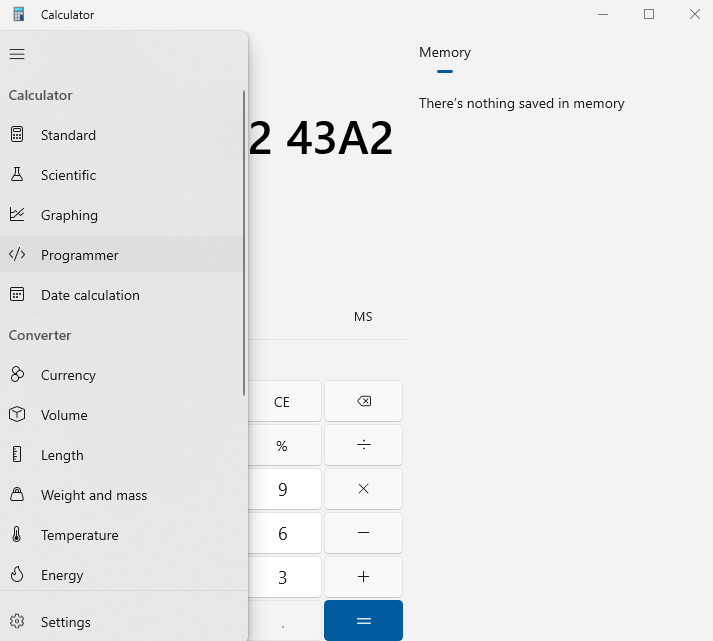 Calculator
Memory
There's nothing saved in memory
Calculator
Standard
Scientific
Graphing
Programmer
Date calculation
Converter
Currency
Volume
Length
Weight and mass
Temperature
Energy
Settings
2 43A2
MS
CE
% ÷
9 ×
6 −
3 +
. =